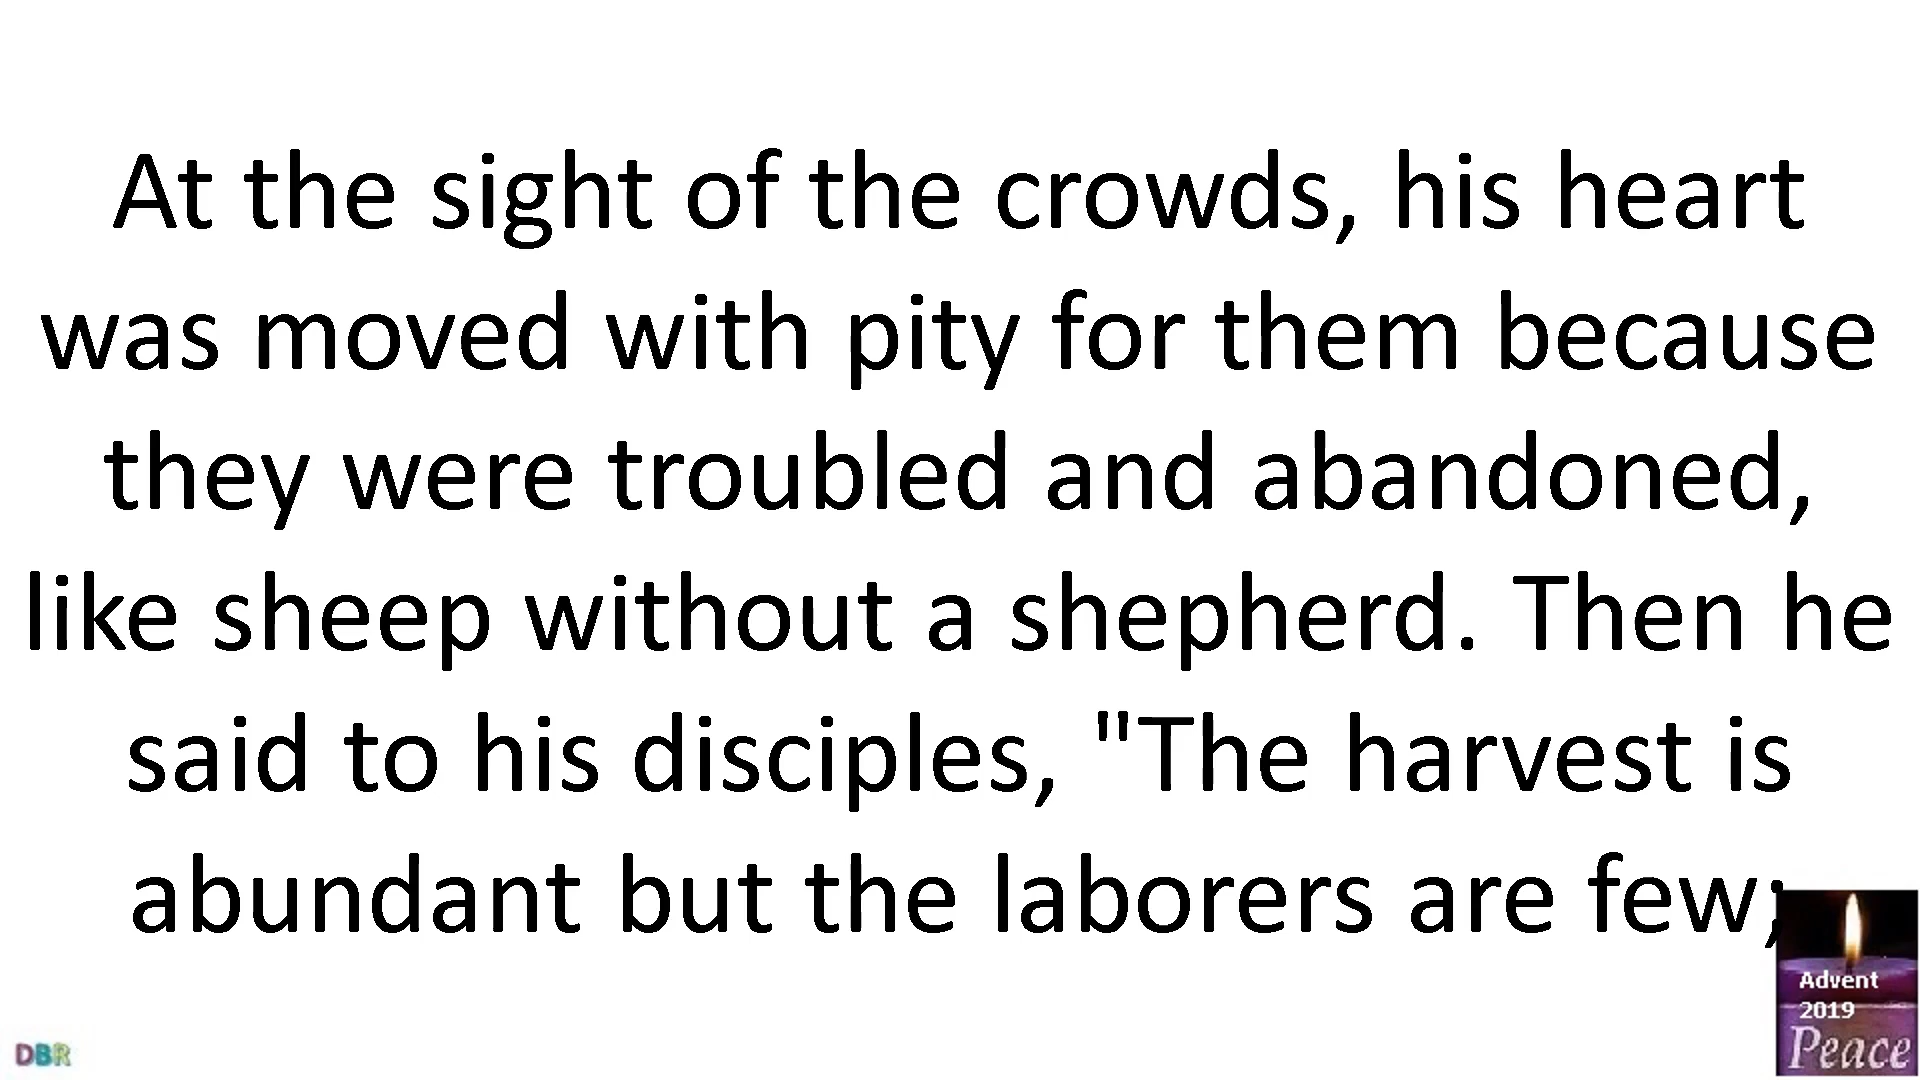 At the sight of the crowds, his heart
was moved with pity for them because
they were troubled and abandoned,
like sheep without a shepherd. Then he
said to his disciples, "The harvest is
abundant but the laborers are few;
Advent
2019
Peace
DBR